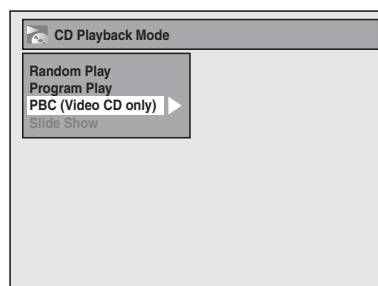 CD Playback Mode
Random Play
Program Play
PBC (Video CD only)
Slide Show